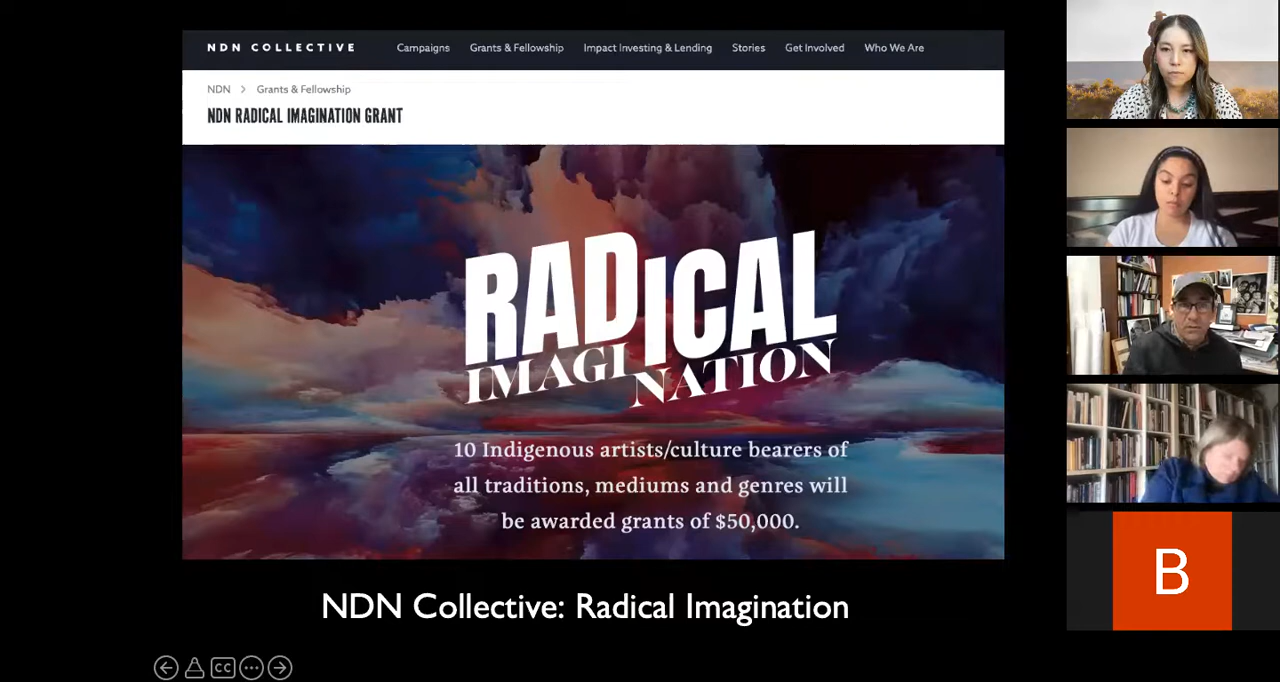 NDN COLLECTIVE
Campaigns Grants & Fellowship Impact Investing & Lending Stories Get Involved Who We Are
NDN > Grants & Fellowship
NDN RADICAL IMAGINATION GRANT
RADICAL
IMAGINATION
10 Indigenous artists/culture bearers of
all traditions, mediums and genres will
be awarded grants of $50,000.
NDN Collective: Radical Imagination
CC
B